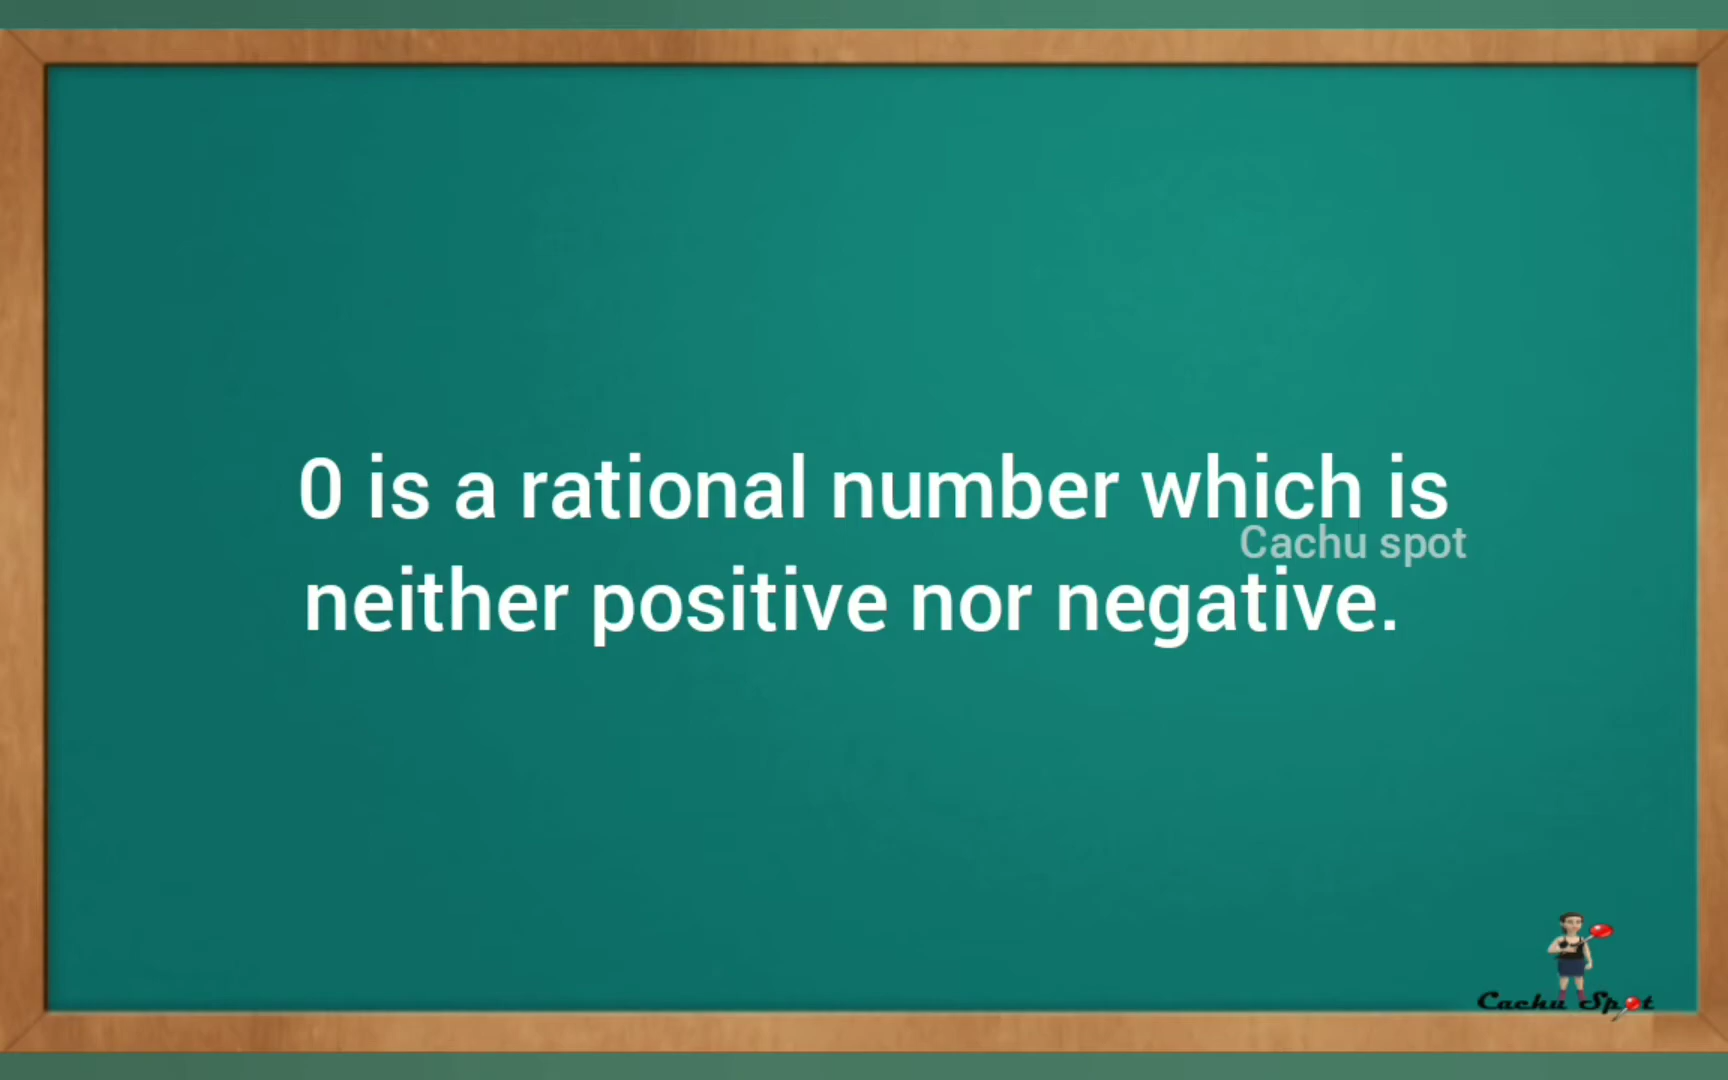 0 is a rational number which is
Cachu spot
neither positive nor negative.
Cachu Spot